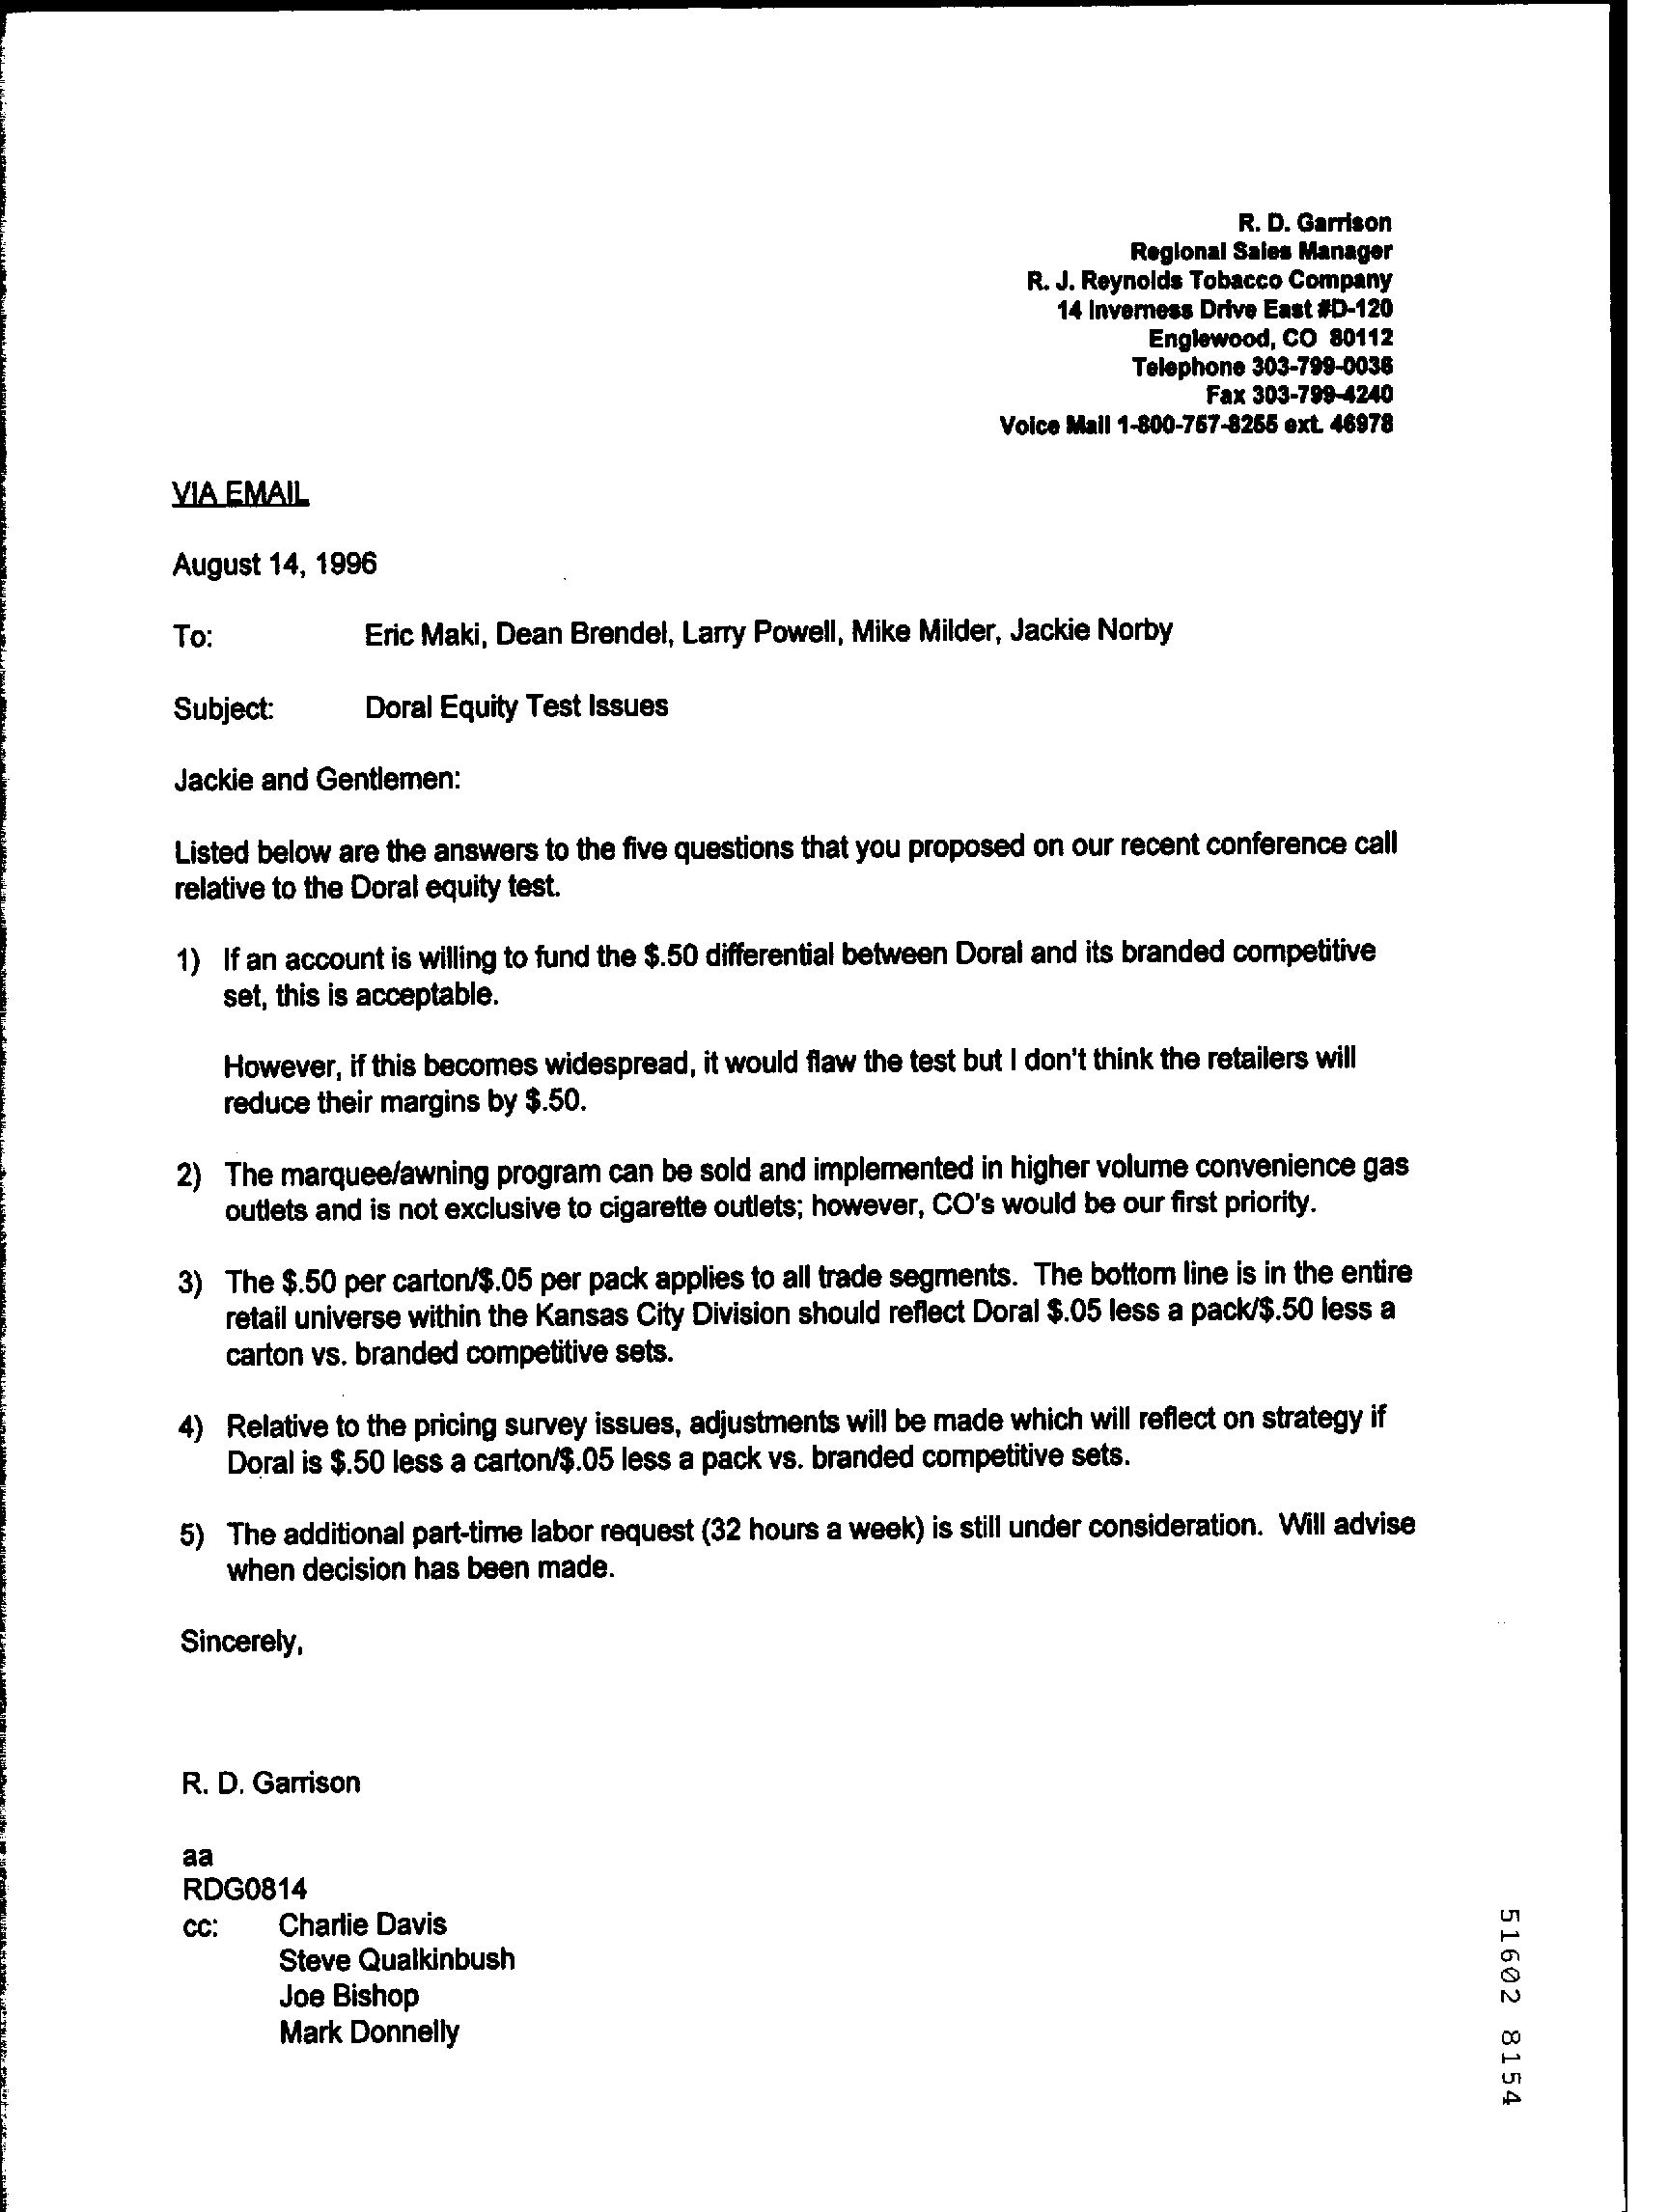 R. D. Garrison
Regional Sales Manager
R. J. Reynolds Tobacco Company
14 Inverness Drive East #D-120
Englewood, CO 80112
Telephone 303-799-0036
Fax 303-799-4240
Voice Mail 1-800-767-8255 ext. 46978
VIA EMAIL
August 14, 1996
To: Eric Maki, Dean Brendel, Larry Powell, Mike Milder, Jackie Norby
Subject: Doral Equity Test Issues
Jackie and Gentlemen:
Listed below are the answers to the five questions that you proposed on our recent conference call
relative to the Doral equity test.
1) If an account is willing to fund the $.50 differential between Doral and its branded competitive
set, this is acceptable.
However, if this becomes widespread, it would flaw the test but I don't think the retailers will
reduce their margins by $.50.
2) The marquee/awning program can be sold and implemented in higher volume convenience gas
outlets and is not exclusive to cigarette outlets; however, CO's would be our first priority.
3) The $.50 per carton/$.05 per pack applies to all trade segments. The bottom line is in the entire
retail universe within the Kansas City Division should reflect Doral $.05 less a pack/$.50 less a
carton vs. branded competitive sets.
4) Relative to the pricing survey issues, adjustments will be made which will reflect on strategy if
Doral is $.50 less a carton/$.05 less a pack vs. branded competitive sets.
5) The additional part-time labor request (32 hours a week) is still under consideration. Will advise
when decision has been made.
Sincerely,
R. D. Garrison
aa
RDG0814
cc: Charlie Davis
Steve Qualkinbush
Joe Bishop
Mark Donnelly
51602 8154